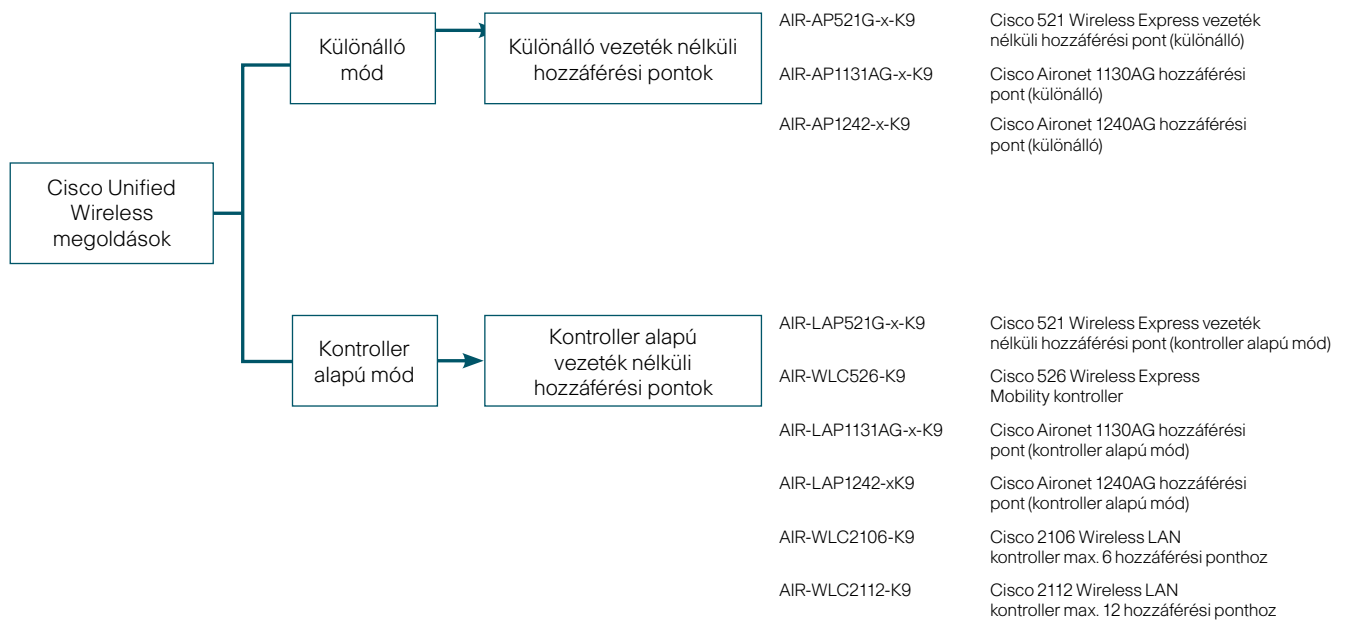 Különálló
mód
Különálló vezeték nélküli
hozzáférési pontok
AIR-AP521G-x-K9
Cisco 521 Wireless Express vezeték
nélküli hozzáférési pont (különálló)
AIR-AP1131AG-x-K9
Cisco Aironet 1130AG hozzáférési
pont (különálló)
AIR-AP1242-x-K9
Cisco Aironet 1240AG hozzáférési
pont (különálló)
Cisco Unified
Wireless
megoldások
Kontroller
alapú mód
Kontroller alapú
vezeték nélküli
hozzáférési pontok
AIR-LAP521G-x-K9
Cisco 521 Wireless Express vezeték
nélküli hozzáférési pont (kontroller alapú mód)
AIR-WLC526-K9
Cisco 526 Wireless Express
Mobility kontroller
AIR-LAP1131AG-x-K9
Cisco Aironet 1130AG hozzáférési
pont (kontroller alapú mód)
AIR-LAP1242-xK9
Cisco Aironet 1240AG hozzáférési
pont (kontroller alapú mód)
AIR-WLC2106-K9
Cisco 2106 Wireless LAN
kontroller max. 6 hozzáférési ponthoz
AIR-WLC2112-K9
Cisco 2112 Wireless LAN
kontroller max. 12 hozzáférési ponthoz